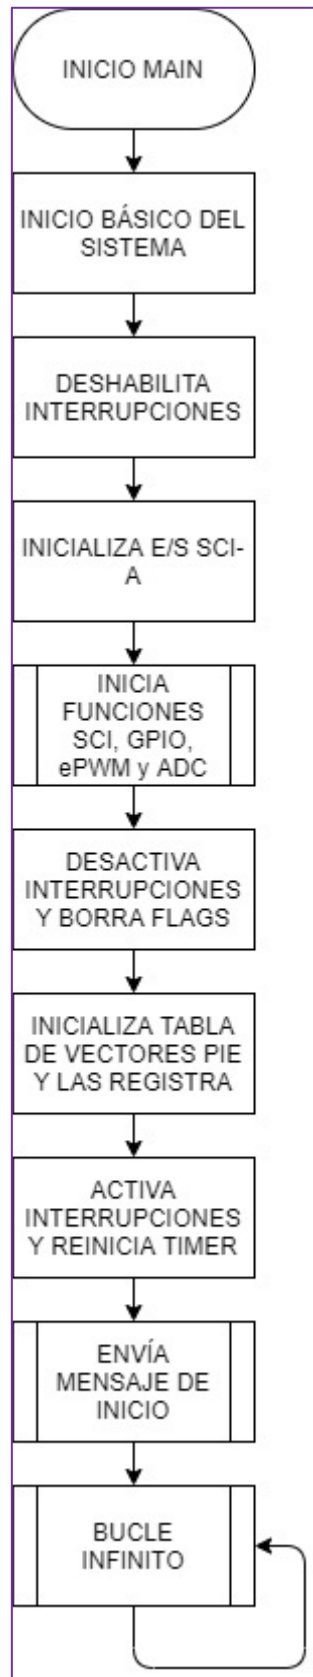 INICIO MAIN
INICIO BÁSICO DEL
SISTEMA
DESHABILITA
INTERRUPCIONES
INICIALIZA E/S SCI-
A
INICIA
FUNCIONES
SCI, GPIO,
ePWM y ADC
DESACTIVA
INTERRUPCIONES
Y BORRA FLAGS
INICIALIZA TABLA
DE VECTORES PIE
Y LAS REGISTRA
ACTIVA
INTERRUPCIONES
Y REINICIA TIMER
ENVÍA
MENSAJE DE
INICIO
BUCLE
INFINITO